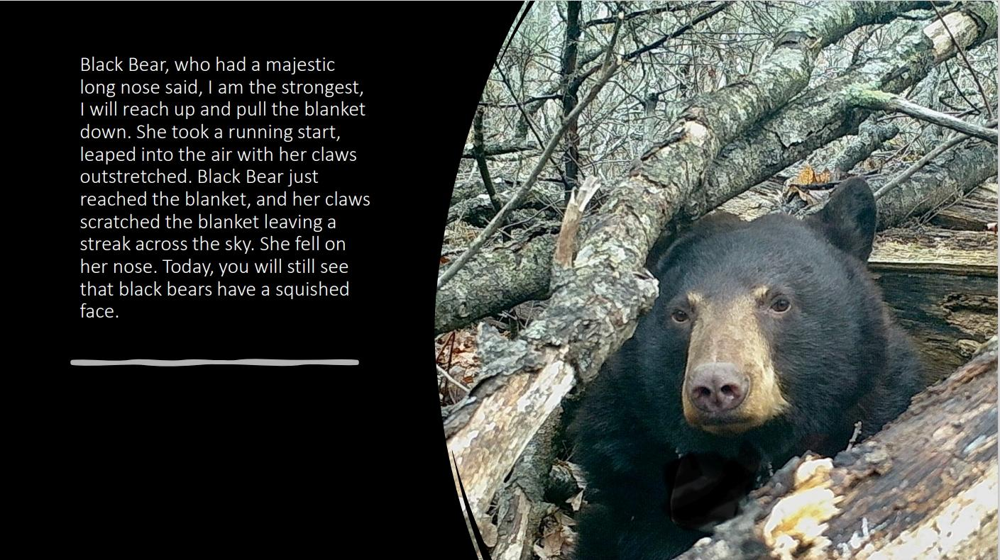 Black Bear, who had a majestic
long nose said, I am the strongest,
I will reach up and pull the blanket
down. She took a running start,
leaped into the air with her claws
outstretched. Black Bear just
reached the blanket, and her claws
scratched the blanket leaving a
streak across the sky. She fell on
her nose. Today, you will still see
that black bears have a squished
face.